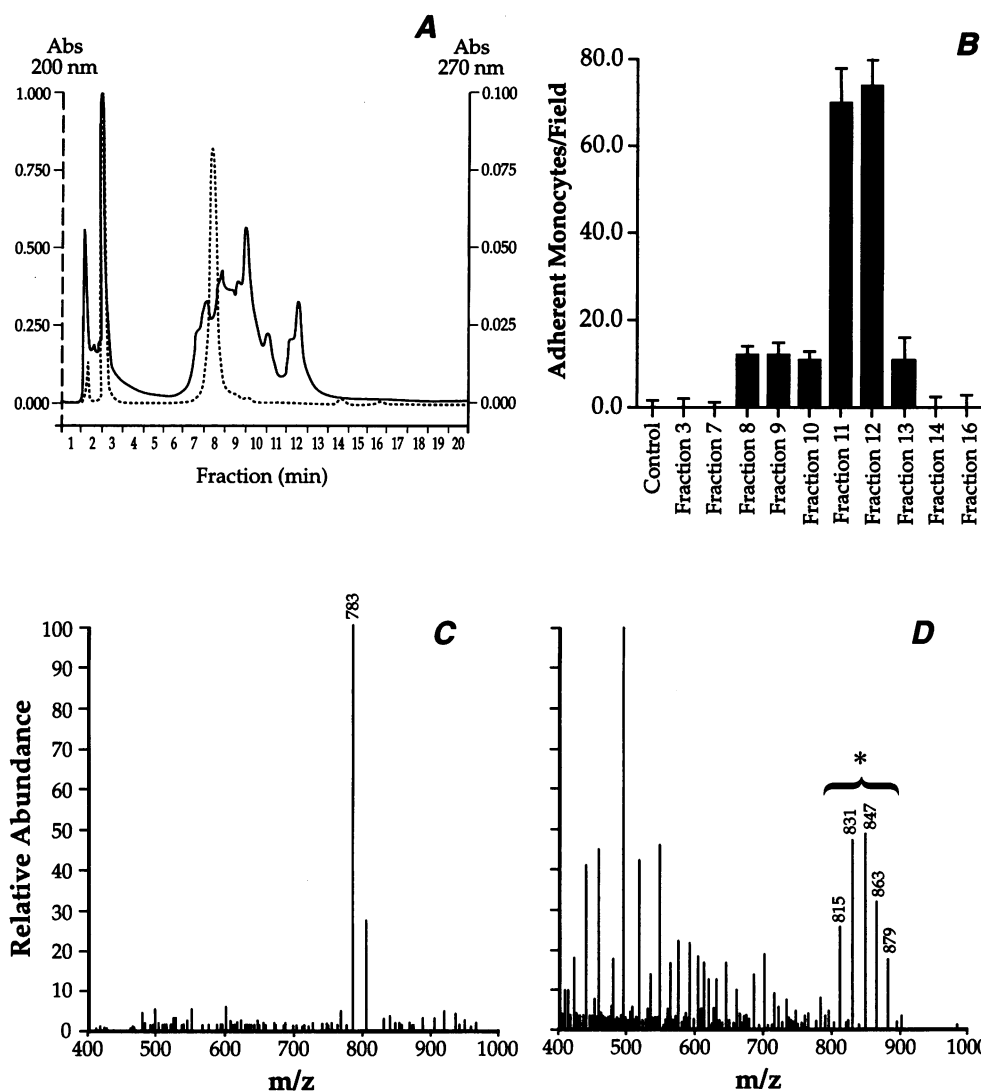 A
Abs
200 nm
Abs
270 nm
1.000
0.750
0.500
0.250
0.000
0.100
0.075
0.050
0.025
0.000
1 2 3 4 5 6 7 8 9 10 11 12 13 14 15 16 17 18 19 20
Fraction (min)
B
Adherent Monocytes/Field
80.0
60.0
40.0
20.0
0.0
Control
Fraction 3
Fraction 7
Fraction 8
Fraction 9
Fraction 10
Fraction 11
Fraction 12
Fraction 13
Fraction 14
Fraction 16
C
Relative Abundance
100
90
80
70
60
50
40
30
20
10
0
783
400 500 600 700 800 900 1000
m/z
D
*
815
831
847
863
879
400 500 600 700 800 900 1000
m/z